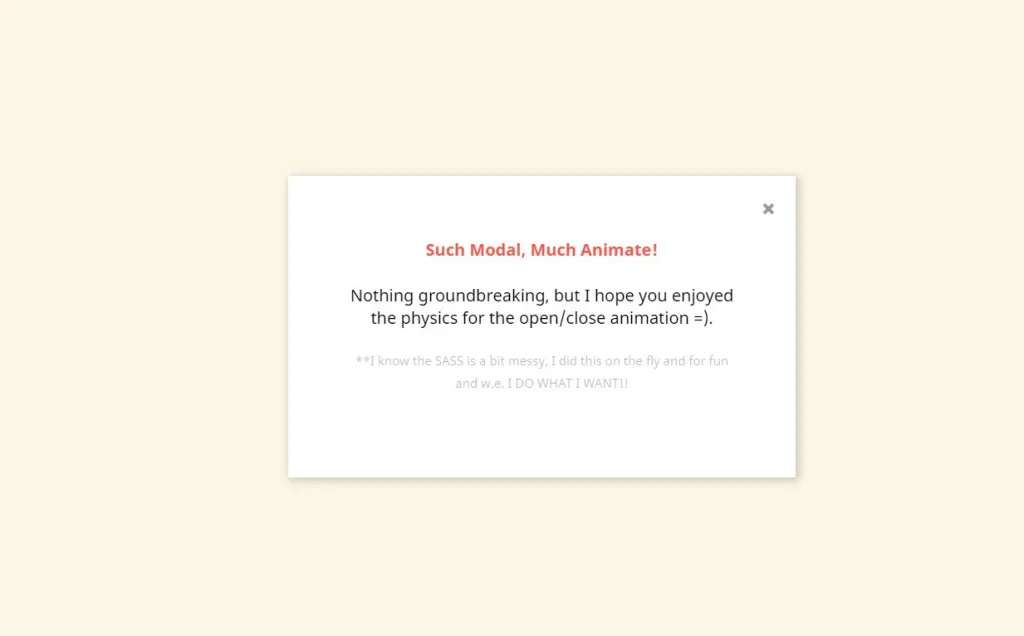 Such Modal, Much Animate!
Nothing groundbreaking, but I hope you enjoyed
the physics for the open/close animation =).
**I know the SASS is a bit messy, I did this on the fly and for fun
and w.e. I DO WHAT I WANT!!